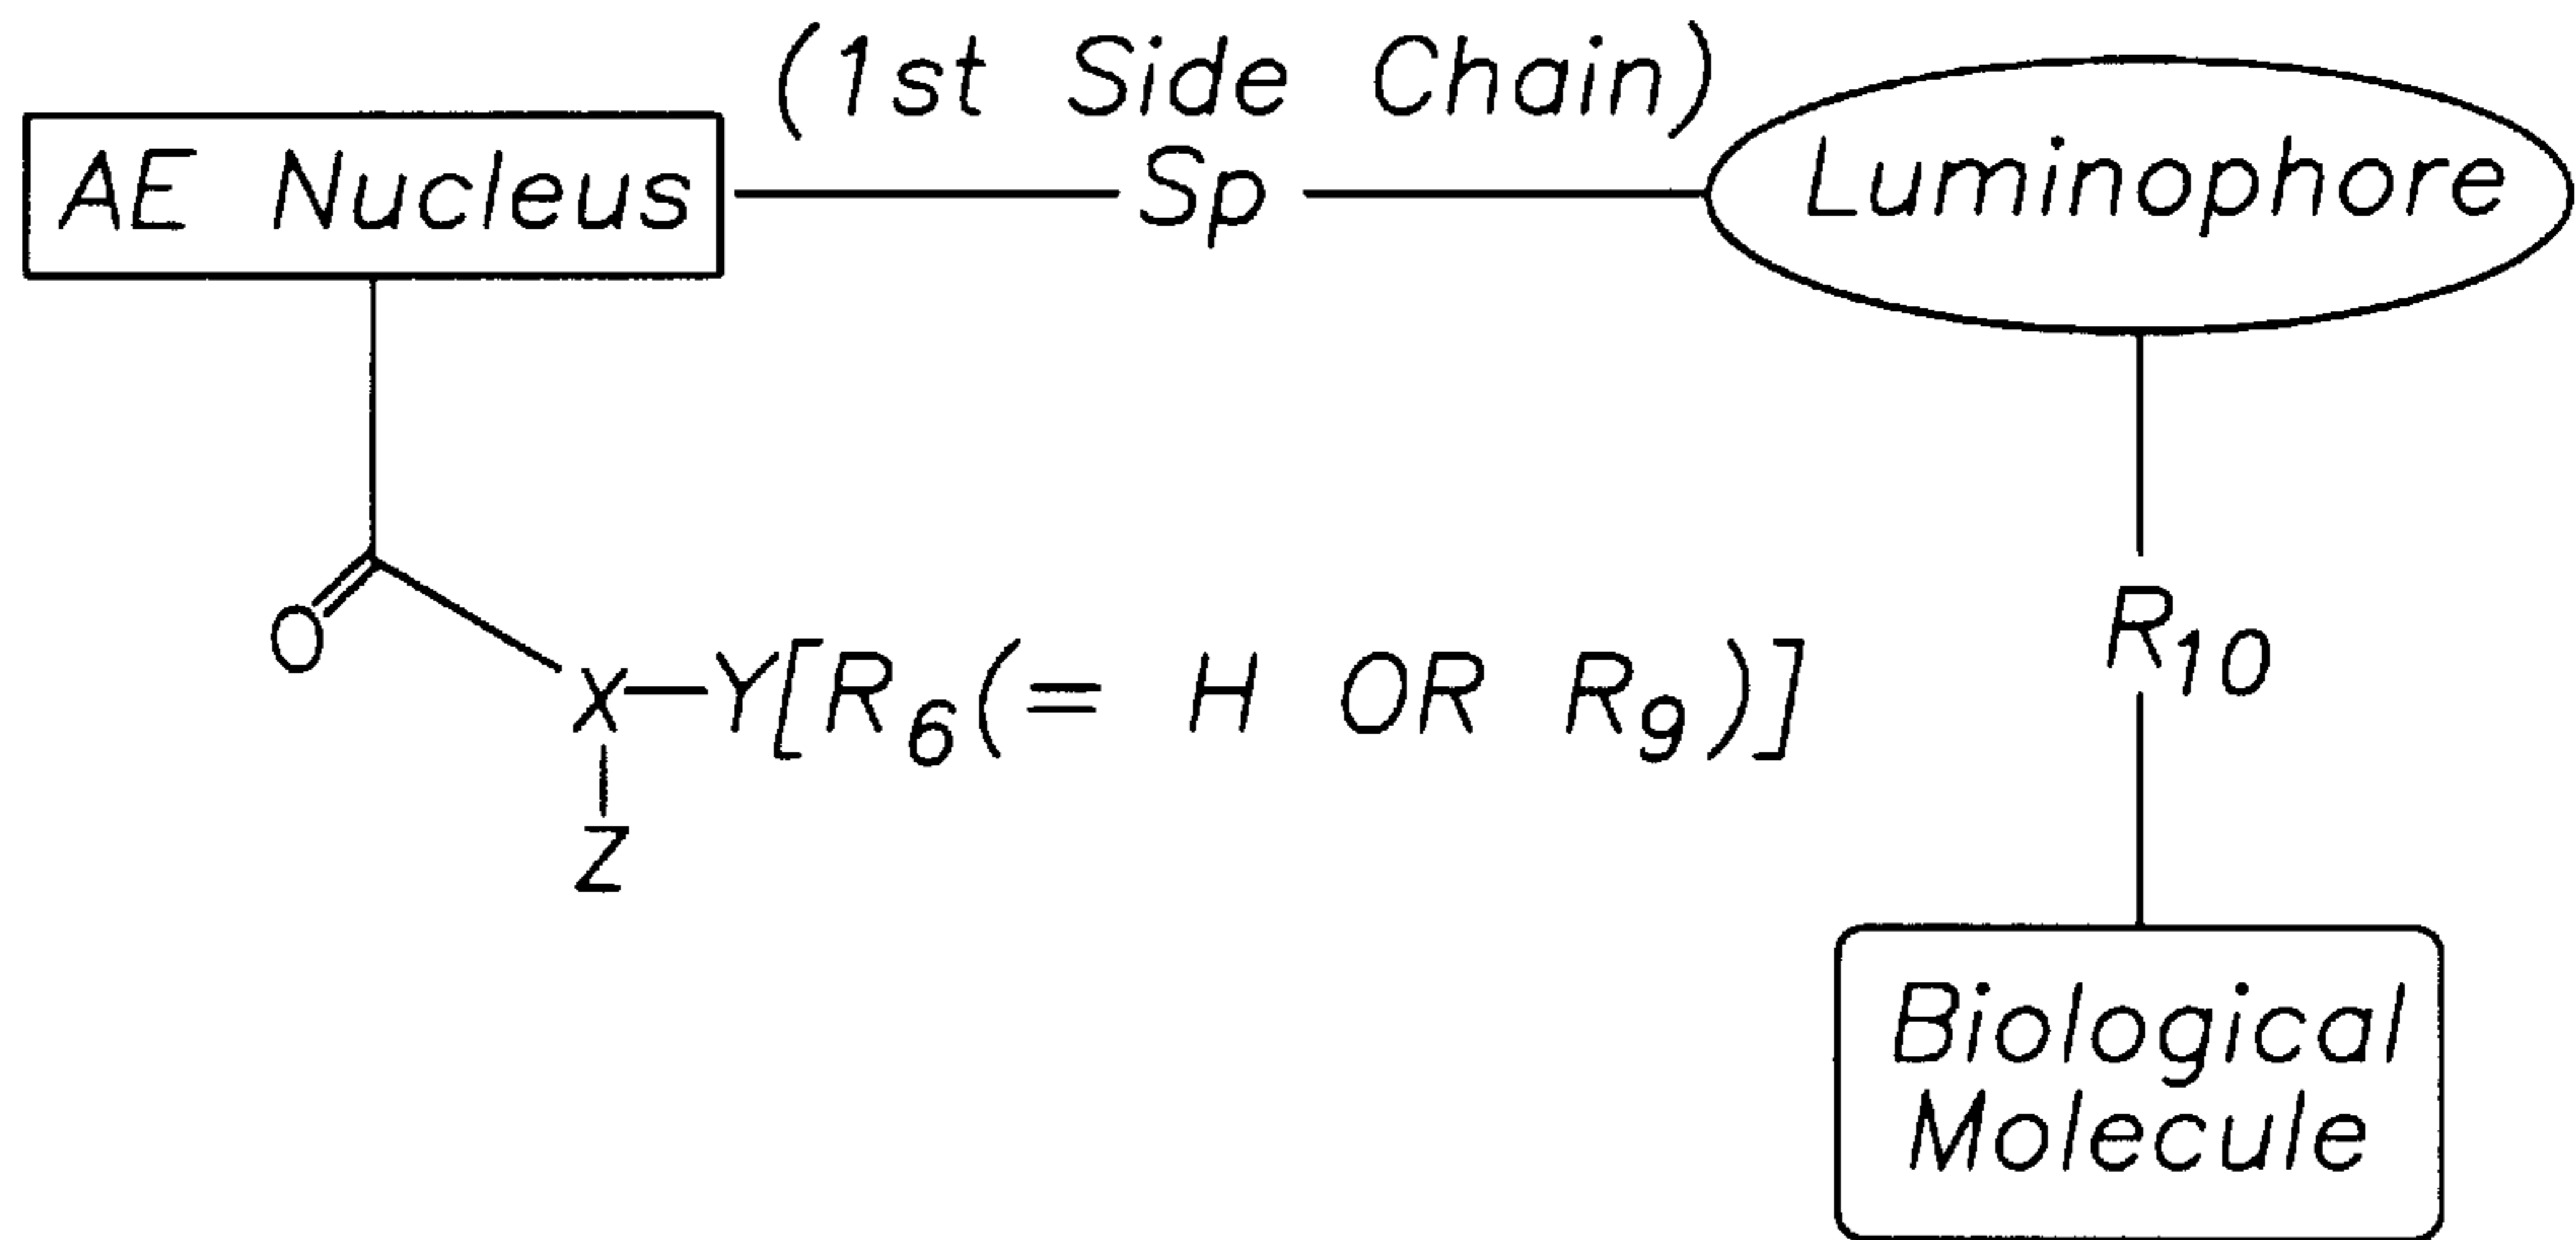 (1st Side Chain)
AE Nucleus Sp Luminophore
O
R10
X—Y[R6(= H OR R9)]
Z
Biological
Molecule